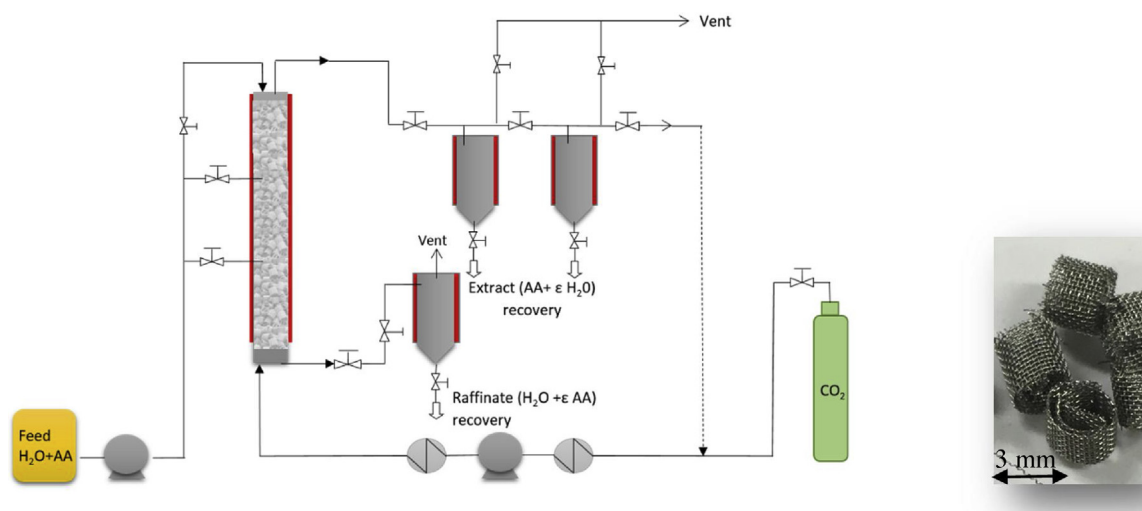 Vent
Vent
Extract (AA+ ε H₂0)
recovery
Raffinate (H₂O +ε AA)
recovery
Feed
H₂O+AA
CO₂
3 mm